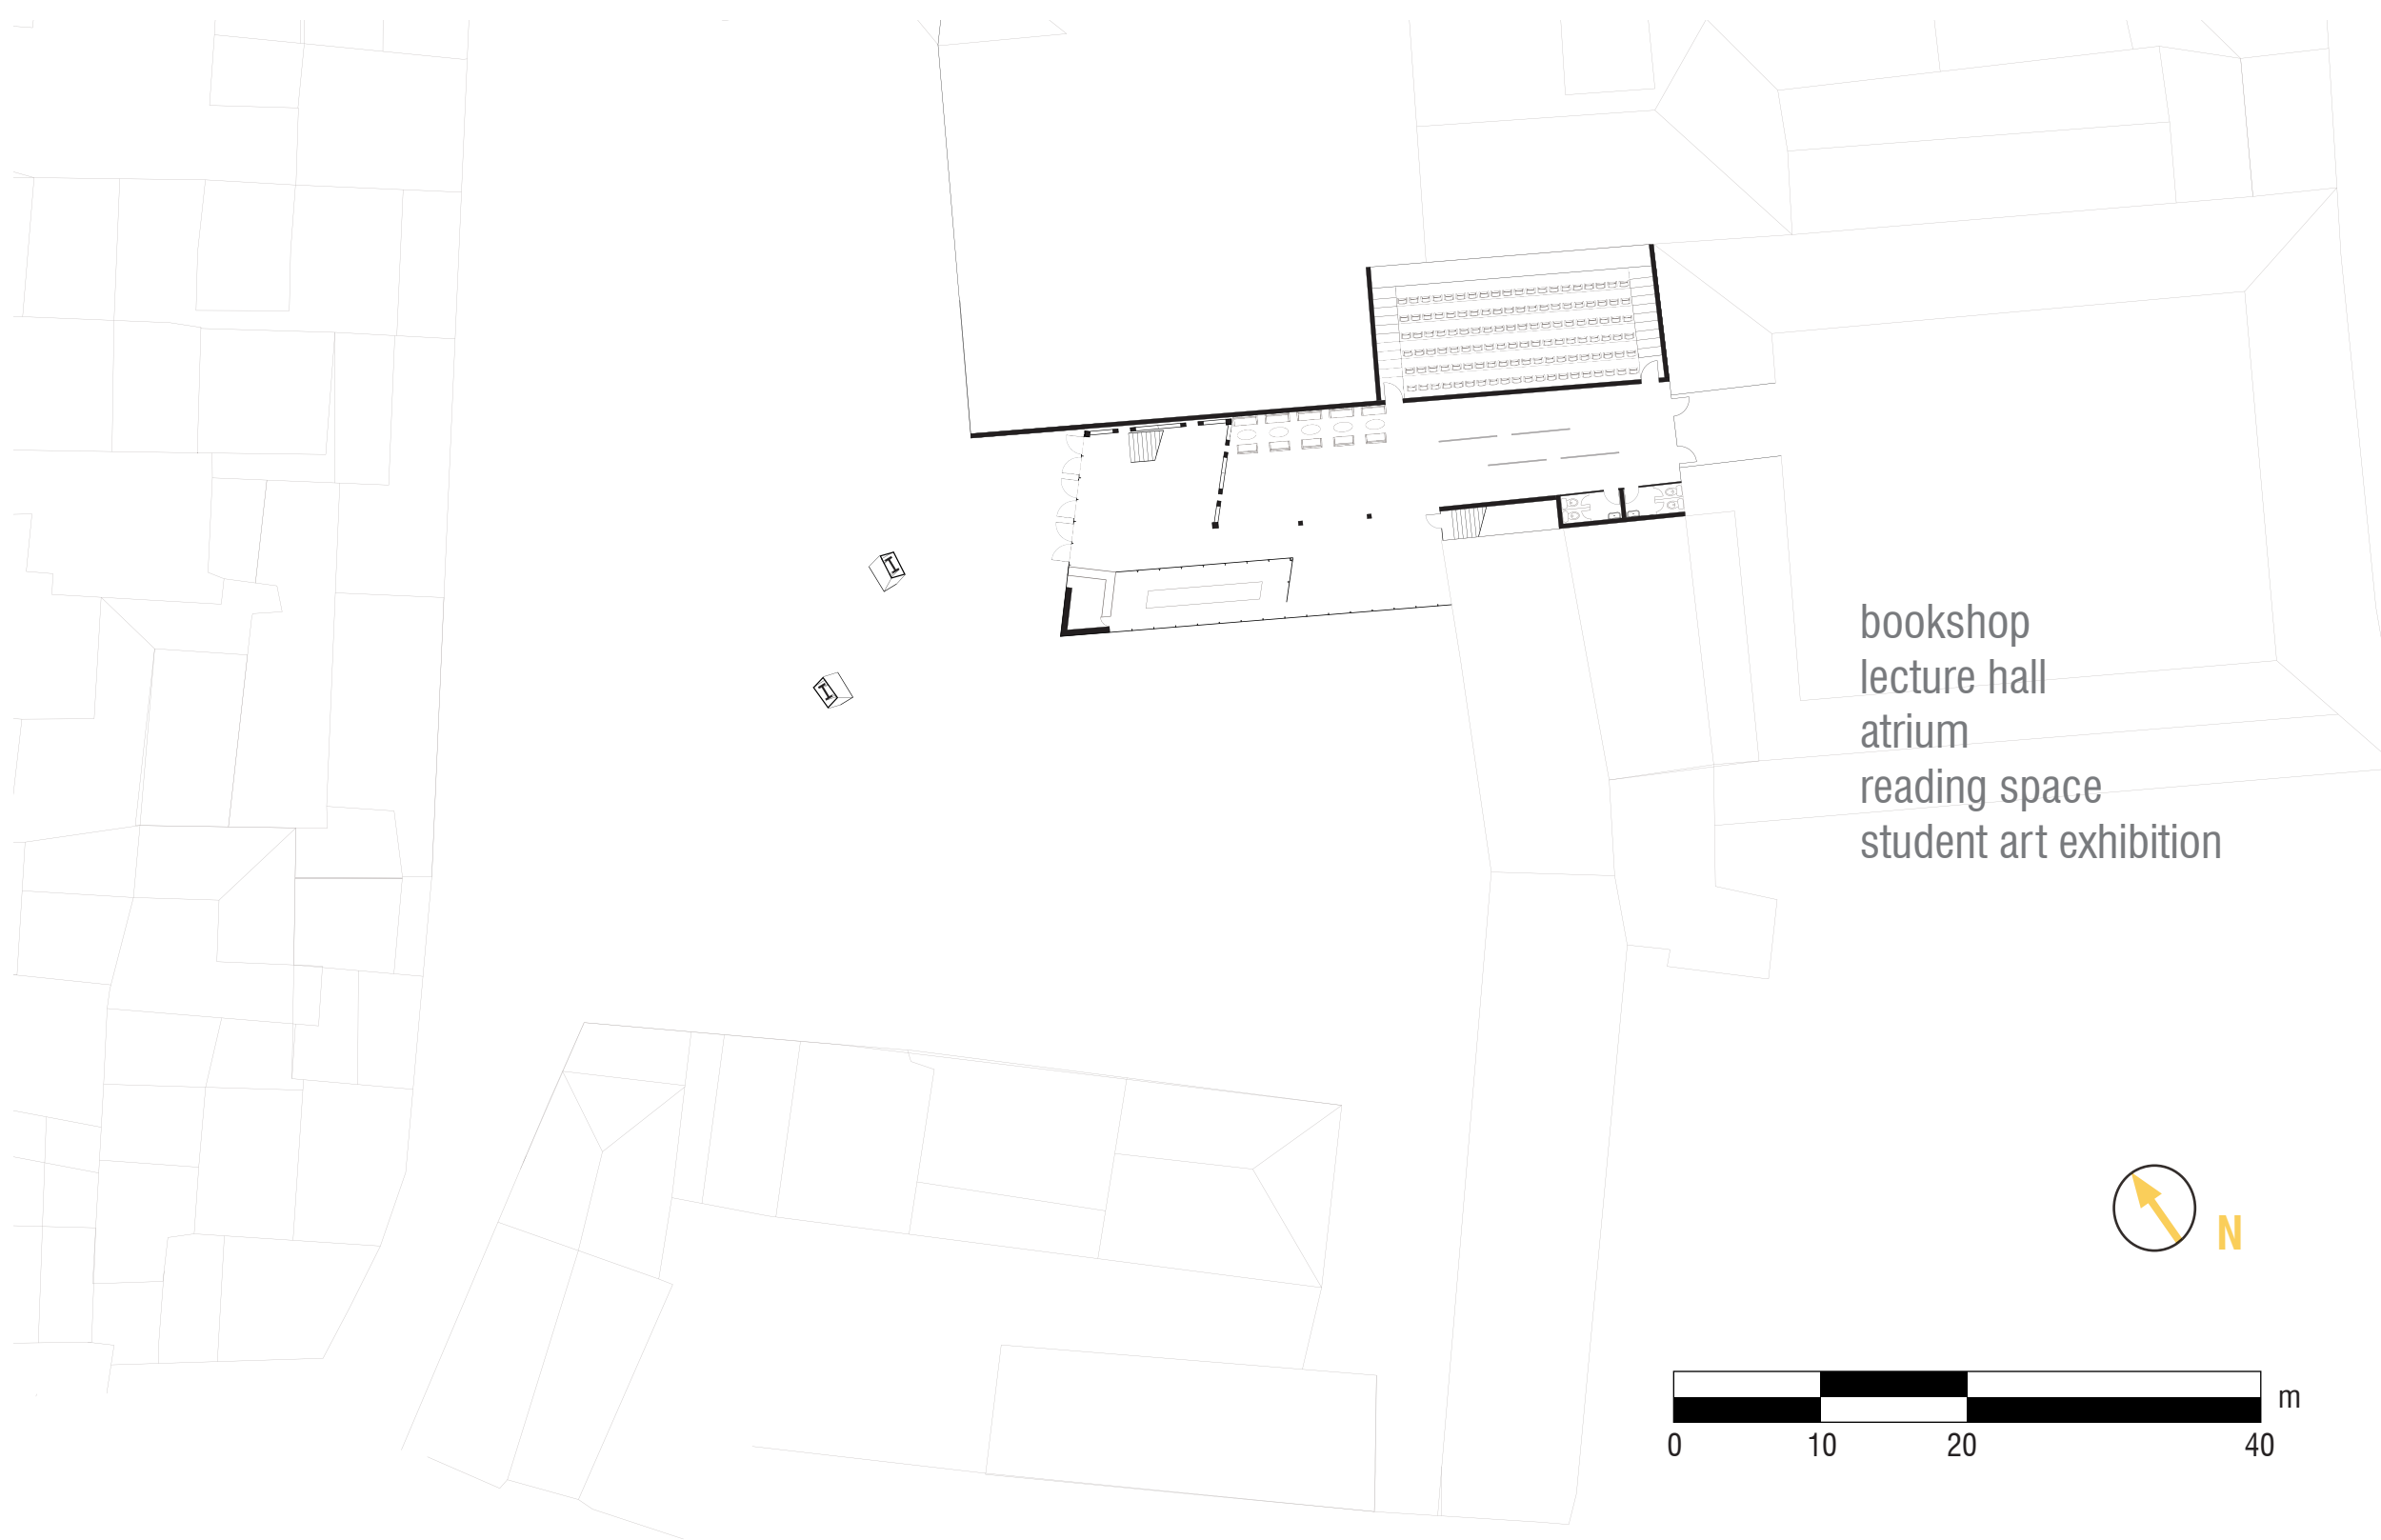 bookshop
lecture hall
atrium
reading space
student art exhibition
N
m
0 10 20 40